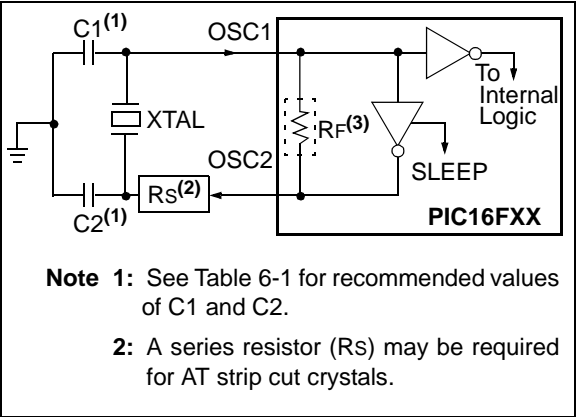 C1(1)
OSC1
To
Internal
Logic
XTAL
RF(3)
OSC2
SLEEP
RS(2)
C2(1)
PIC16FXX
Note 1: See Table 6-1 for recommended values
of C1 and C2.
2: A series resistor (RS) may be required
for AT strip cut crystals.